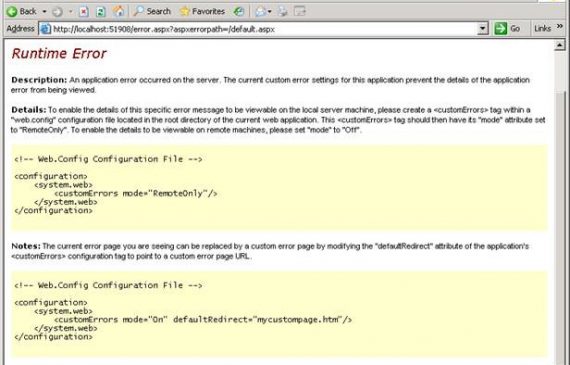 Back Search Favorites
Address http://localhost:51908/error.aspx?aspxerrorpath=/default.aspx Go Links »
Runtime Error
Description: An application error occurred on the server. The current custom error settings for this application prevent the details of the application
error from being viewed.
Details: To enable the details of this specific error message to be viewable on the local server machine, please create a <customErrors> tag within a
"web.config" configuration file located in the root directory of the current web application. This <customErrors> tag should then have its "mode" attribute set
to "RemoteOnly". To enable the details to be viewable on remote machines, please set "mode" to "Off".
<!-- Web.Config Configuration File -->
<configuration>
    <system.web>
        <customErrors mode="RemoteOnly"/>
    </system.web>
</configuration>
Notes: The current error page you are seeing can be replaced by a custom error page by modifying the "defaultRedirect" attribute of the application's
<customErrors> configuration tag to point to a custom error page URL.
<!-- Web.Config Configuration File -->
<configuration>
    <system.web>
        <customErrors mode="On" defaultRedirect="mycustompage.htm"/>
    </system.web>
</configuration>